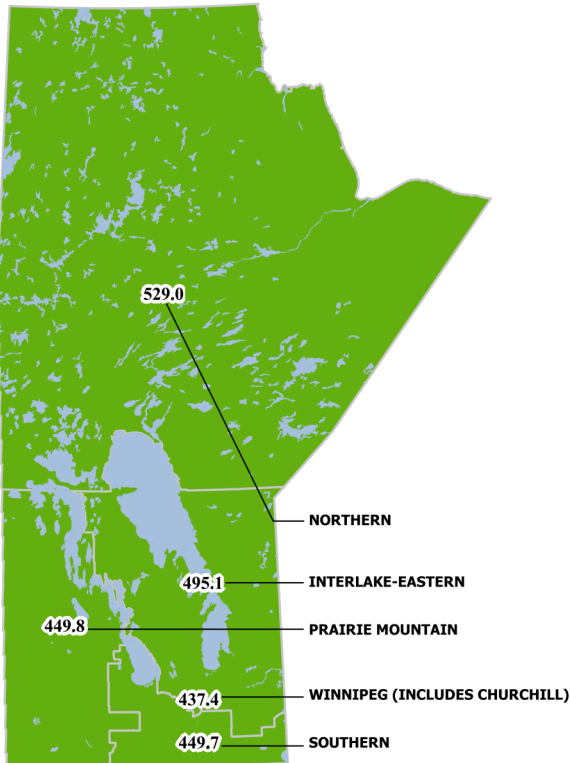 529.0
NORTHERN
495.1 INTERLAKE-EASTERN
449.8 PRAIRIE MOUNTAIN
437.4 WINNIPEG (INCLUDES CHURCHILL)
449.7 SOUTHERN